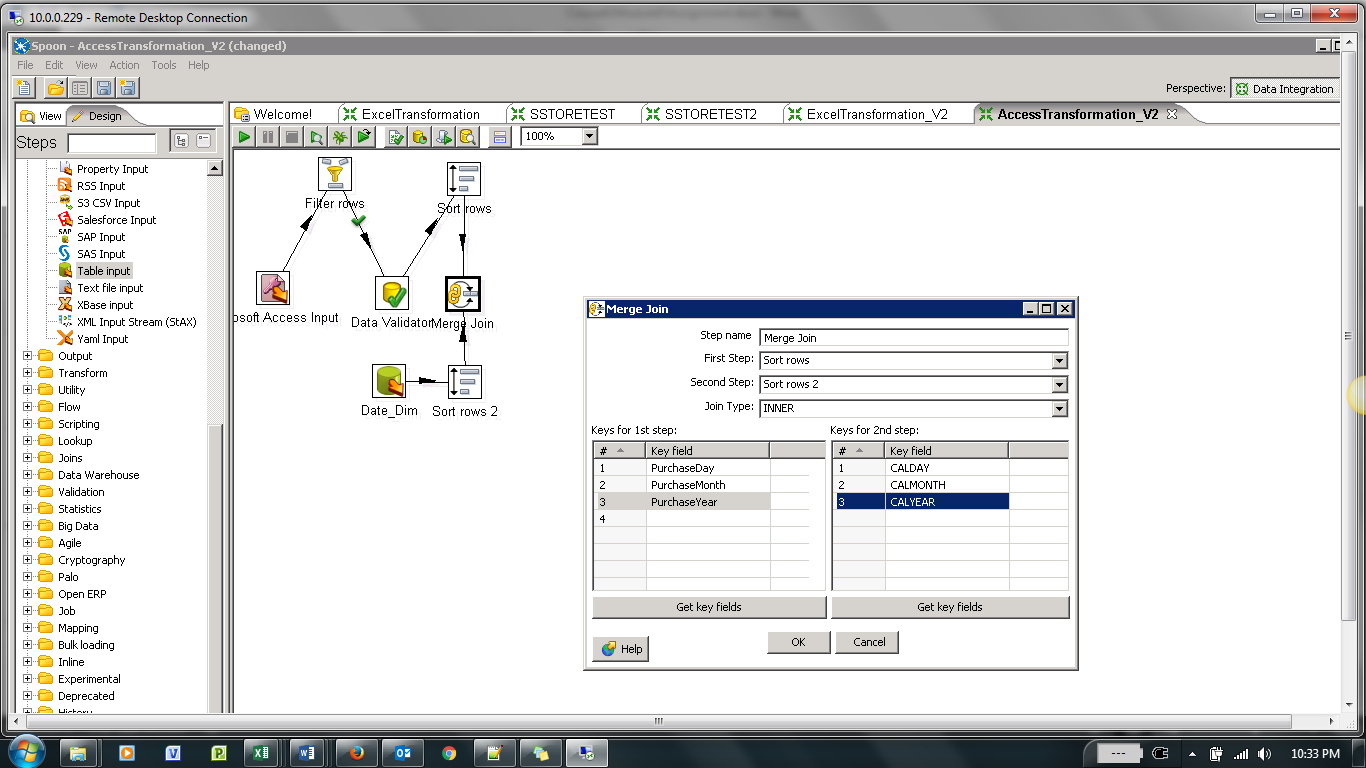 10.0.0.229 - Remote Desktop Connection
Spoon - AccessTransformation_V2 (changed)
File Edit View Action Tools Help
Perspective: Data Integration
View Design
Welcome! ExcelTransformation SSTORETEST SSTORETEST2 ExcelTransformation_V2 AccessTransformation_V2
Steps
100%
Property Input
RSS Input
S3 CSV Input
Salesforce Input
SAP SAP Input
SAS Input
Table input
Text file input
XBase input
XML Input Stream (StAX)
Yaml Input
Output
Transform
Utility
Flow
Scripting
Lookup
Joins
Data Warehouse
Validation
Statistics
Big Data
Agile
Cryptography
Palo
Open ERP
Job
Mapping
Bulk loading
Inline
Experimental
Deprecated
History
Filter rows
Sort rows
osoft Access Input
Data Validator
Merge Join
Date_Dim
Sort rows 2
Merge Join
Step name Merge Join
First Step: Sort rows
Second Step: Sort rows 2
Join Type: INNER
Keys for 1st step:
# Key field
1 PurchaseDay
2 PurchaseMonth
3 PurchaseYear
4
Get key fields
Keys for 2nd step:
# Key field
1 CALDAY
2 CALMONTH
3 CALYEAR
Get key fields
Help
OK
Cancel
10:33 PM